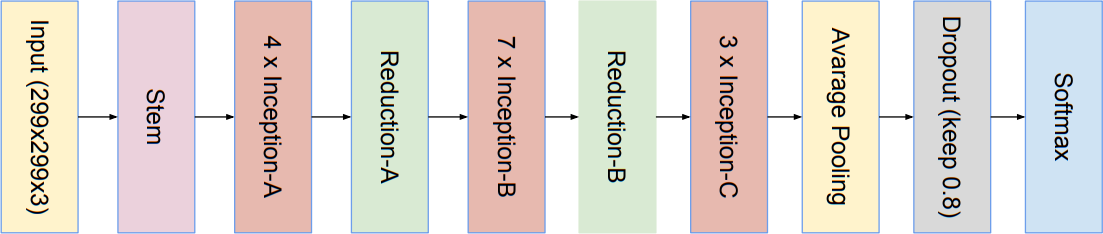 Input (299x299x3)
Stem
4 x Inception-A
Reduction-A
7 x Inception-B
Reduction-B
3 x Inception-C
Avarage Pooling
Dropout (keep 0.8)
Softmax